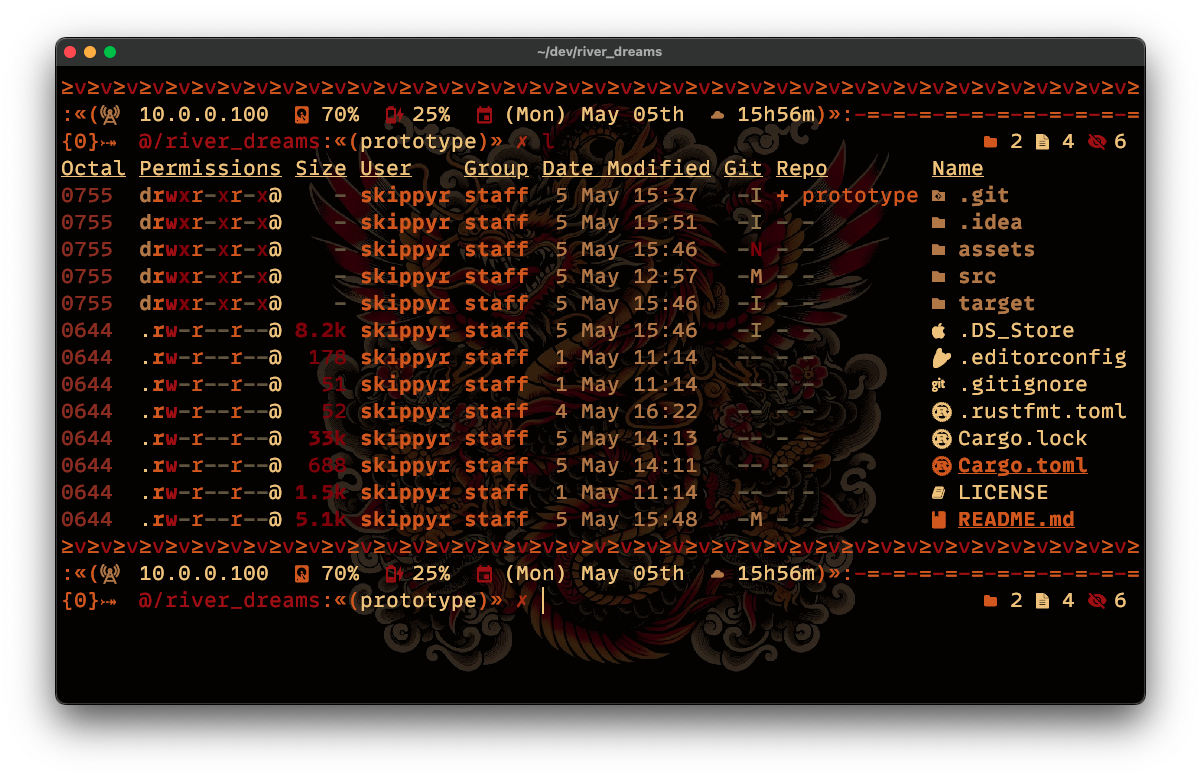 ~/dev/river_dreams
≥v≥v≥v≥v≥v≥v≥v≥v≥v≥v≥v≥v≥v≥v≥v≥v≥v≥v≥v≥v≥v≥v≥v≥v≥v≥v≥v≥v≥v≥v≥v≥v≥v≥v≥v≥v≥v≥v≥v≥v≥v≥
:«( 10.0.0.100 70% 25% (Mon) May 05th 15h56m)»:-=-=-=-=-=-=-=-=-=-=-=
{0}⤐ @/river_dreams:«(prototype)» ✗ l 2 4 6
Octal Permissions Size User Group Date Modified Git Repo Name
0755 drwxr-xr-x@ - skippyr staff 5 May 15:37 -I + prototype .git
0755 drwxr-xr-x@ - skippyr staff 5 May 15:51 -I - - .idea
0755 drwxr-xr-x@ - skippyr staff 5 May 15:46 -N - - assets
0755 drwxr-xr-x@ - skippyr staff 5 May 12:57 -M - - src
0755 drwxr-xr-x@ - skippyr staff 5 May 15:46 -I - - target
0644 .rw-r--r--@ 8.2k skippyr staff 5 May 15:46 -I - - .DS_Store
0644 .rw-r--r--@ 178 skippyr staff 1 May 11:14 -- - - .editorconfig
0644 .rw-r--r--@ 51 skippyr staff 1 May 11:14 -- - - .gitignore
0644 .rw-r--r--@ 52 skippyr staff 4 May 16:22 -- - - .rustfmt.toml
0644 .rw-r--r--@ 33k skippyr staff 5 May 14:13 -- - - Cargo.lock
0644 .rw-r--r--@ 688 skippyr staff 5 May 14:11 -- - - Cargo.toml
0644 .rw-r--r--@ 1.5k skippyr staff 1 May 11:14 -- - - LICENSE
0644 .rw-r--r--@ 5.1k skippyr staff 5 May 15:48 -M - - README.md
≥v≥v≥v≥v≥v≥v≥v≥v≥v≥v≥v≥v≥v≥v≥v≥v≥v≥v≥v≥v≥v≥v≥v≥v≥v≥v≥v≥v≥v≥v≥v≥v≥v≥v≥v≥v≥v≥v≥v≥v≥v≥
:«( 10.0.0.100 70% 25% (Mon) May 05th 15h56m)»:-=-=-=-=-=-=-=-=-=-=-=
{0}⤐ @/river_dreams:«(prototype)» ✗ 2 4 6